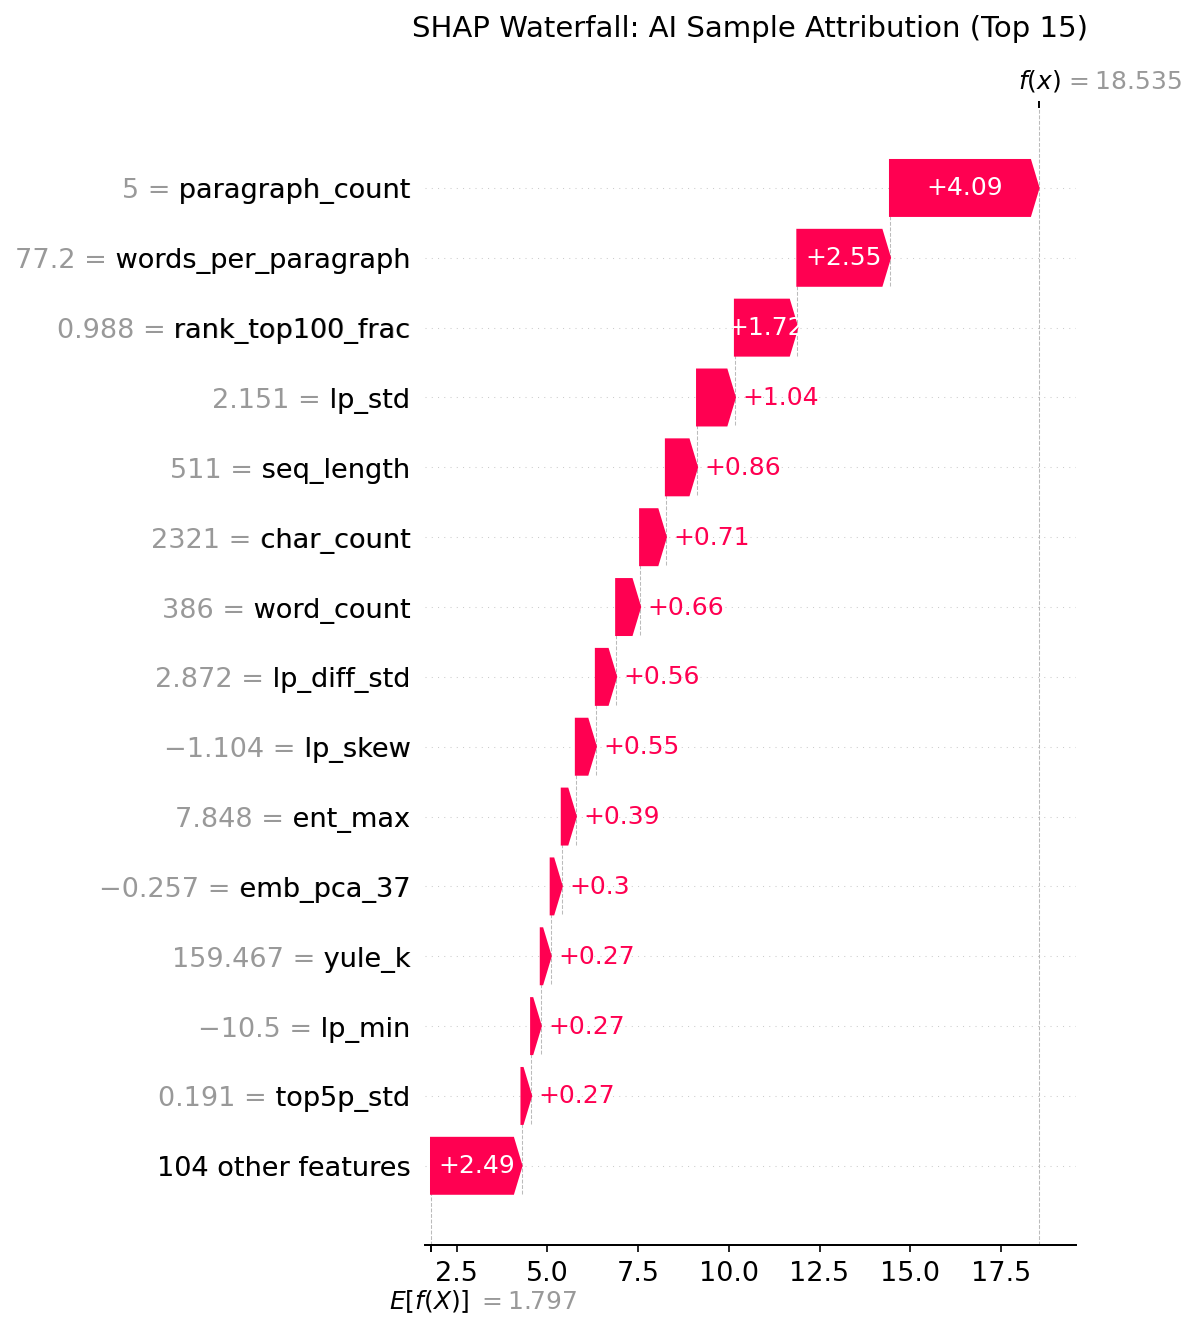 SHAP Waterfall: AI Sample Attribution (Top 15)
f(x) = 18.535
5 = paragraph_count +4.09
77.2 = words_per_paragraph +2.55
0.988 = rank_top100_frac +1.72
2.151 = lp_std +1.04
511 = seq_length +0.86
2321 = char_count +0.71
386 = word_count +0.66
2.872 = lp_diff_std +0.56
−1.104 = lp_skew +0.55
7.848 = ent_max +0.39
−0.257 = emb_pca_37 +0.3
159.467 = yule_k +0.27
−10.5 = lp_min +0.27
0.191 = top5p_std +0.27
104 other features +2.49
2.5 5.0 7.5 10.0 12.5 15.0 17.5
E[f(X)] = 1.797